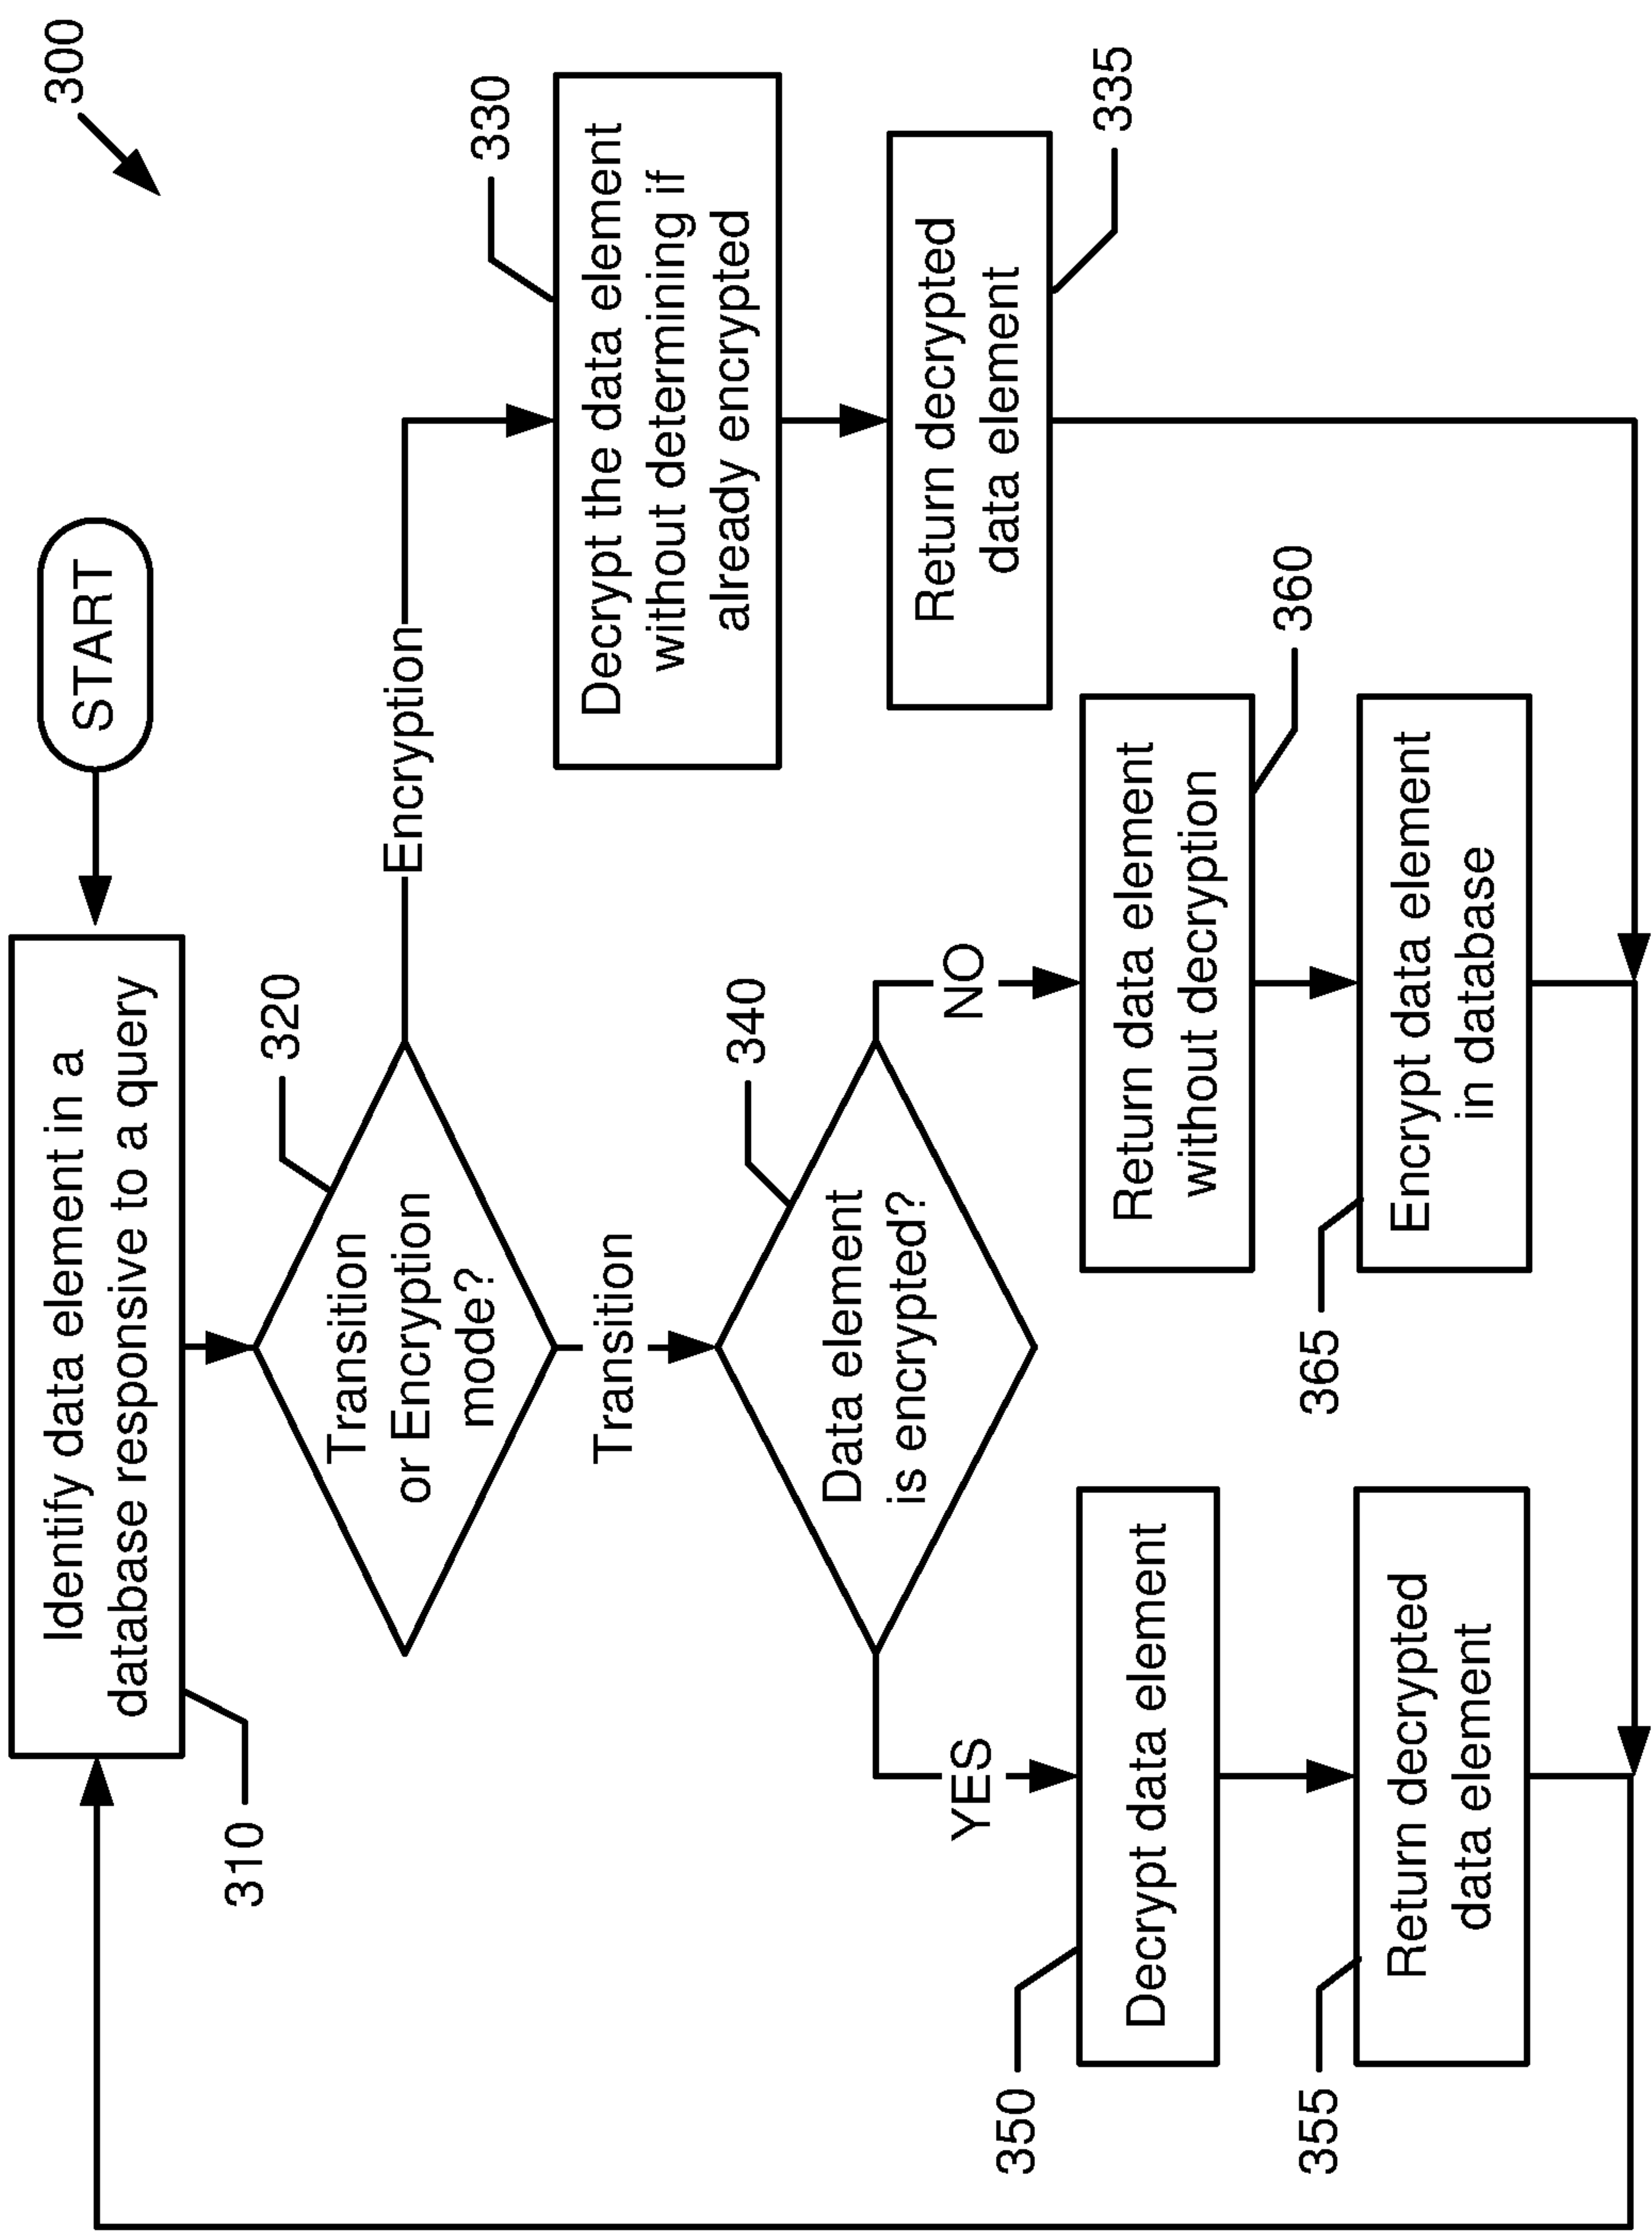 300
START
Identify data element in a
database responsive to a query
310
320
Transition
or Encryption
mode?
Encryption
330
Decrypt the data element
without determining if
already encrypted
Return decrypted
data element
335
Transition
340
Data element
is encrypted?
YES
NO
350
Decrypt data element
355
Return decrypted
data element
Return data element
without decryption
360
365
Encrypt data element
in database